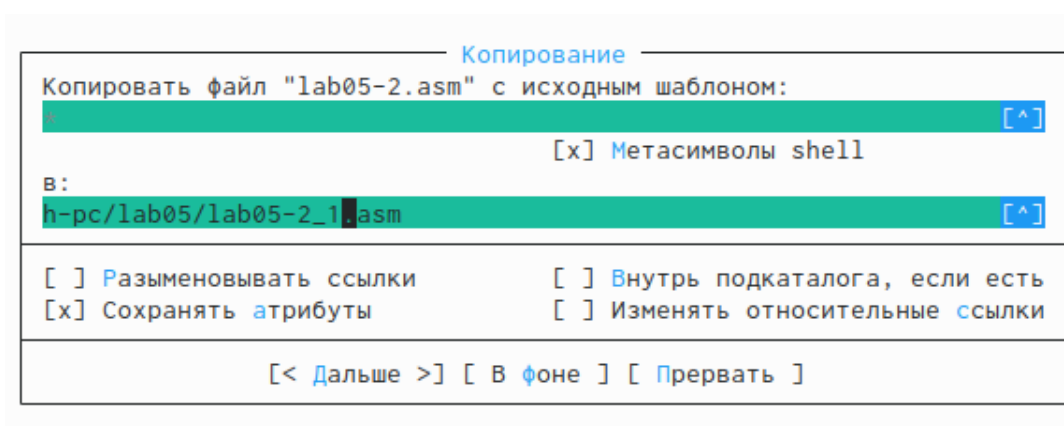 Копирование
Копировать файл "lab05-2.asm" с исходным шаблоном:
* [^]
[x] Метасимволы shell
в:
h-pc/lab05/lab05-2_1.asm [^]
[ ] Разыменовывать ссылки [ ] Внутрь подкаталога, если есть
[x] Сохранять атрибуты [ ] Изменять относительные ссылки
[< Дальше >] [ В фоне ] [ Прервать ]